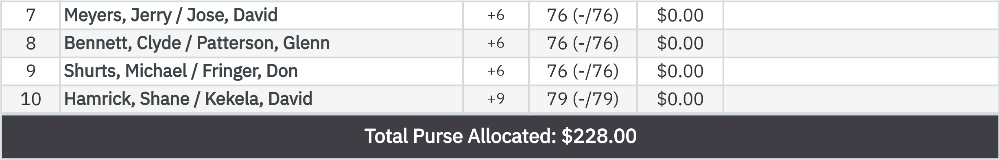 7 Meyers, Jerry / Jose, David +6 76 (-/76) $0.00
8 Bennett, Clyde / Patterson, Glenn +6 76 (-/76) $0.00
9 Shurts, Michael / Fringer, Don +6 76 (-/76) $0.00
10 Hamrick, Shane / Kekela, David +9 79 (-/79) $0.00
Total Purse Allocated: $228.00